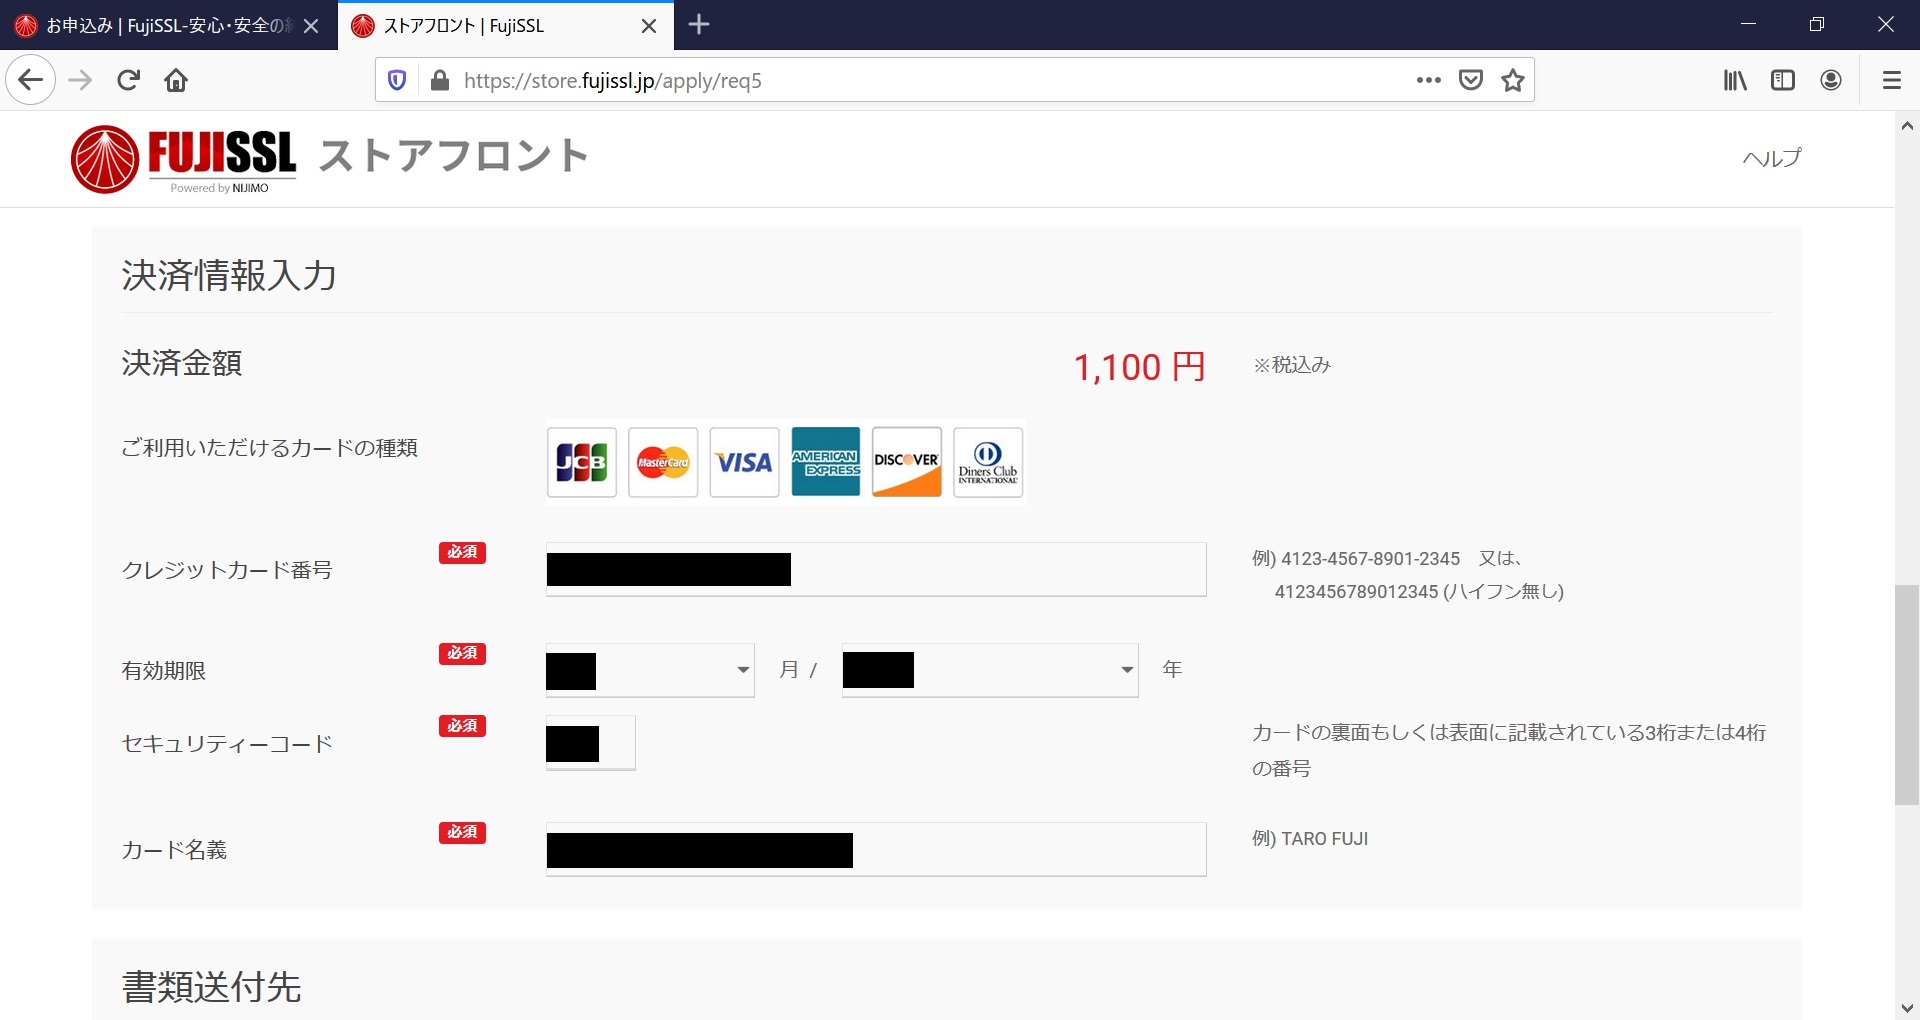 お申込み | FujiSSL-安心・安全の
ストアフロント | FujiSSL
https://store.fujissl.jp/apply/req5
FUJISSL ストアフロント
Powered by NIJIMO
ヘルプ
決済情報入力
決済金額 1,100 円 ※税込み
ご利用いただけるカードの種類 JCB MasterCard VISA AMERICAN EXPRESS DISCOVER Diners Club INTERNATIONAL
クレジットカード番号 必須 例) 4123-4567-8901-2345 又は、
4123456789012345 (ハイフン無し)
有効期限 必須 月 / 年
セキュリティーコード 必須 カードの裏面もしくは表面に記載されている3桁または4桁
の番号
カード名義 必須 例) TARO FUJI
書類送付先